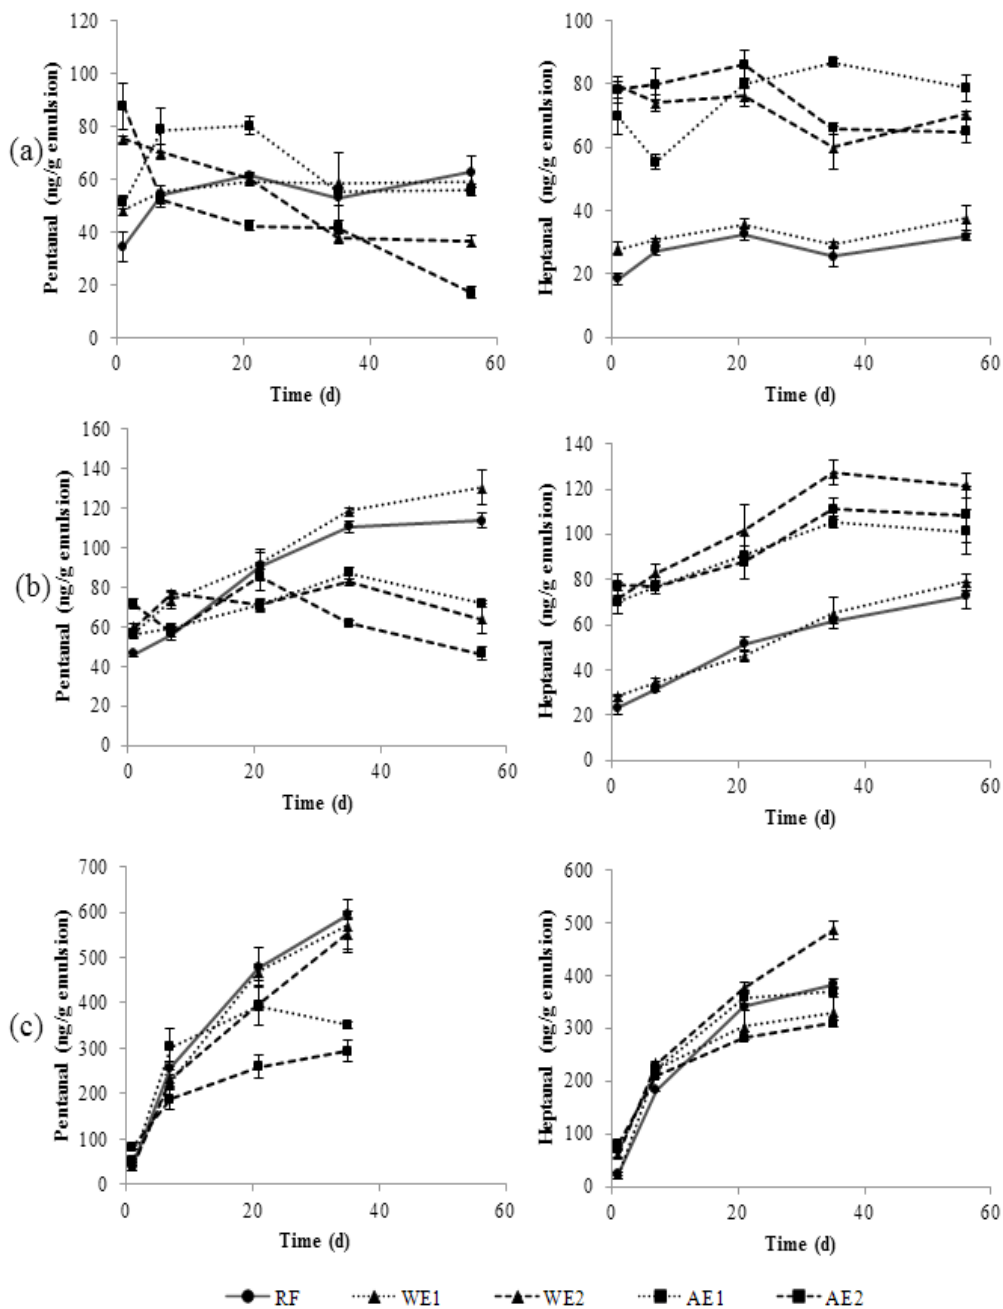 (a)
Pentanal (ng/g emulsion)
120
100
80
60
40
20
0
0 20 40 60
Time (d)
Heptanal (ng/g emulsion)
100
80
60
40
20
0
0 20 40 60
Time (d)
(b)
Pentanal (ng/g emulsion)
160
140
120
100
80
60
40
20
0
0 20 40 60
Time (d)
Heptanal (ng/g emulsion)
140
120
100
80
60
40
20
0
0 20 40 60
Time (d)
(c)
Pentanal (ng/g emulsion)
700
600
500
400
300
200
100
0
0 20 40 60
Time (d)
Heptanal (ng/g emulsion)
600
500
400
300
200
100
0
0 20 40 60
Time (d)
RF WE1 WE2 AE1 AE2